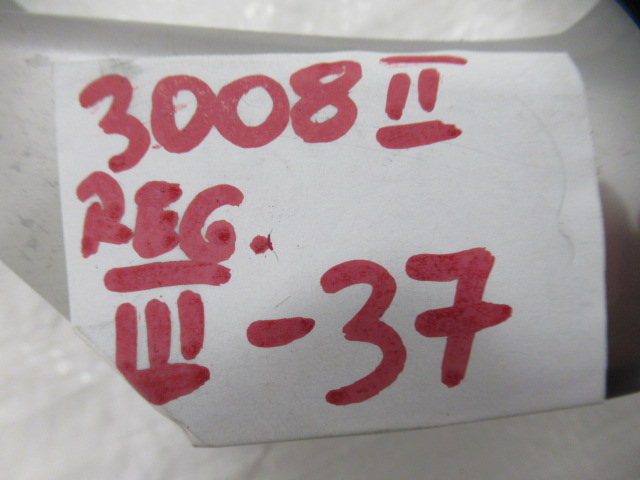 3008 II
REG.
III - 37